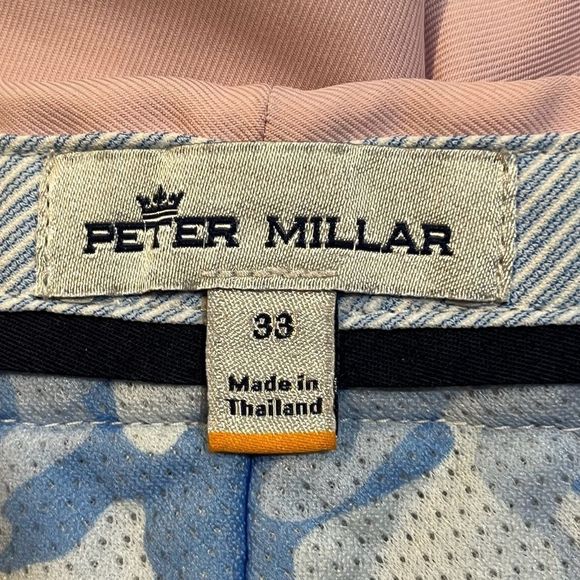 PETER MILLAR
33
Made in
Thailand